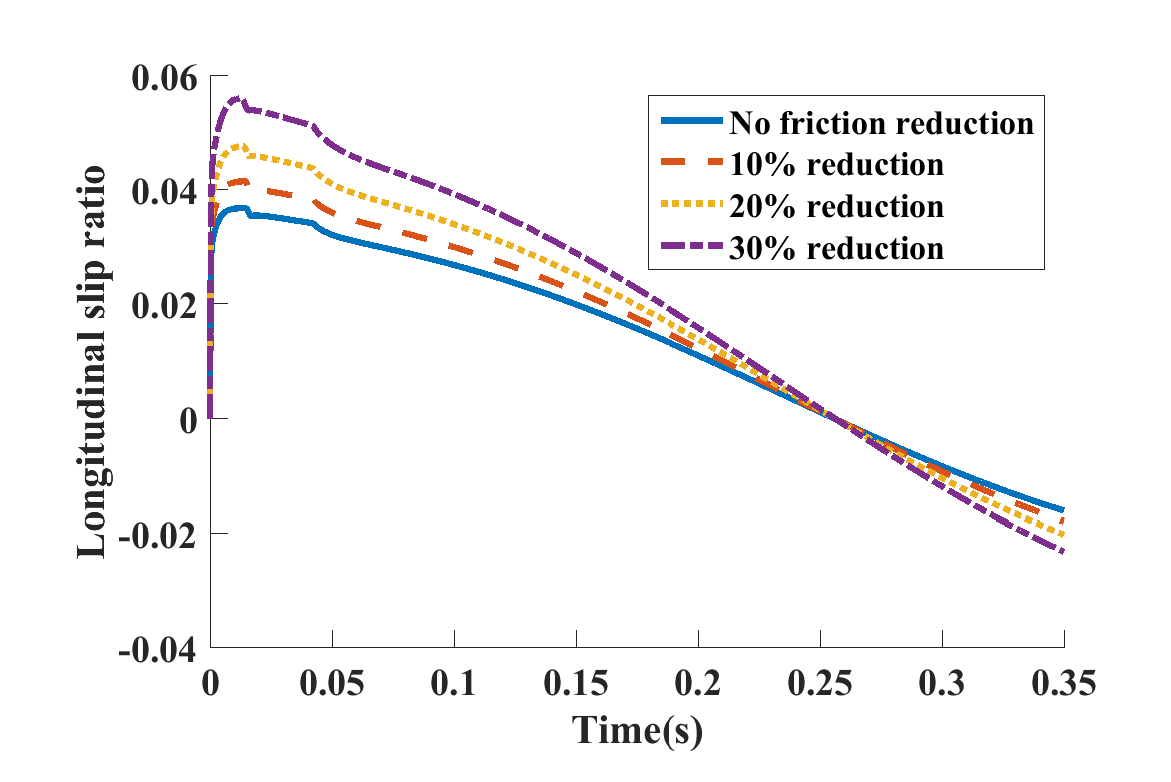 Longitudinal slip ratio
0.06
0.04
0.02
0
-0.02
-0.04
No friction reduction
10% reduction
20% reduction
30% reduction
0 0.05 0.1 0.15 0.2 0.25 0.3 0.35
Time(s)